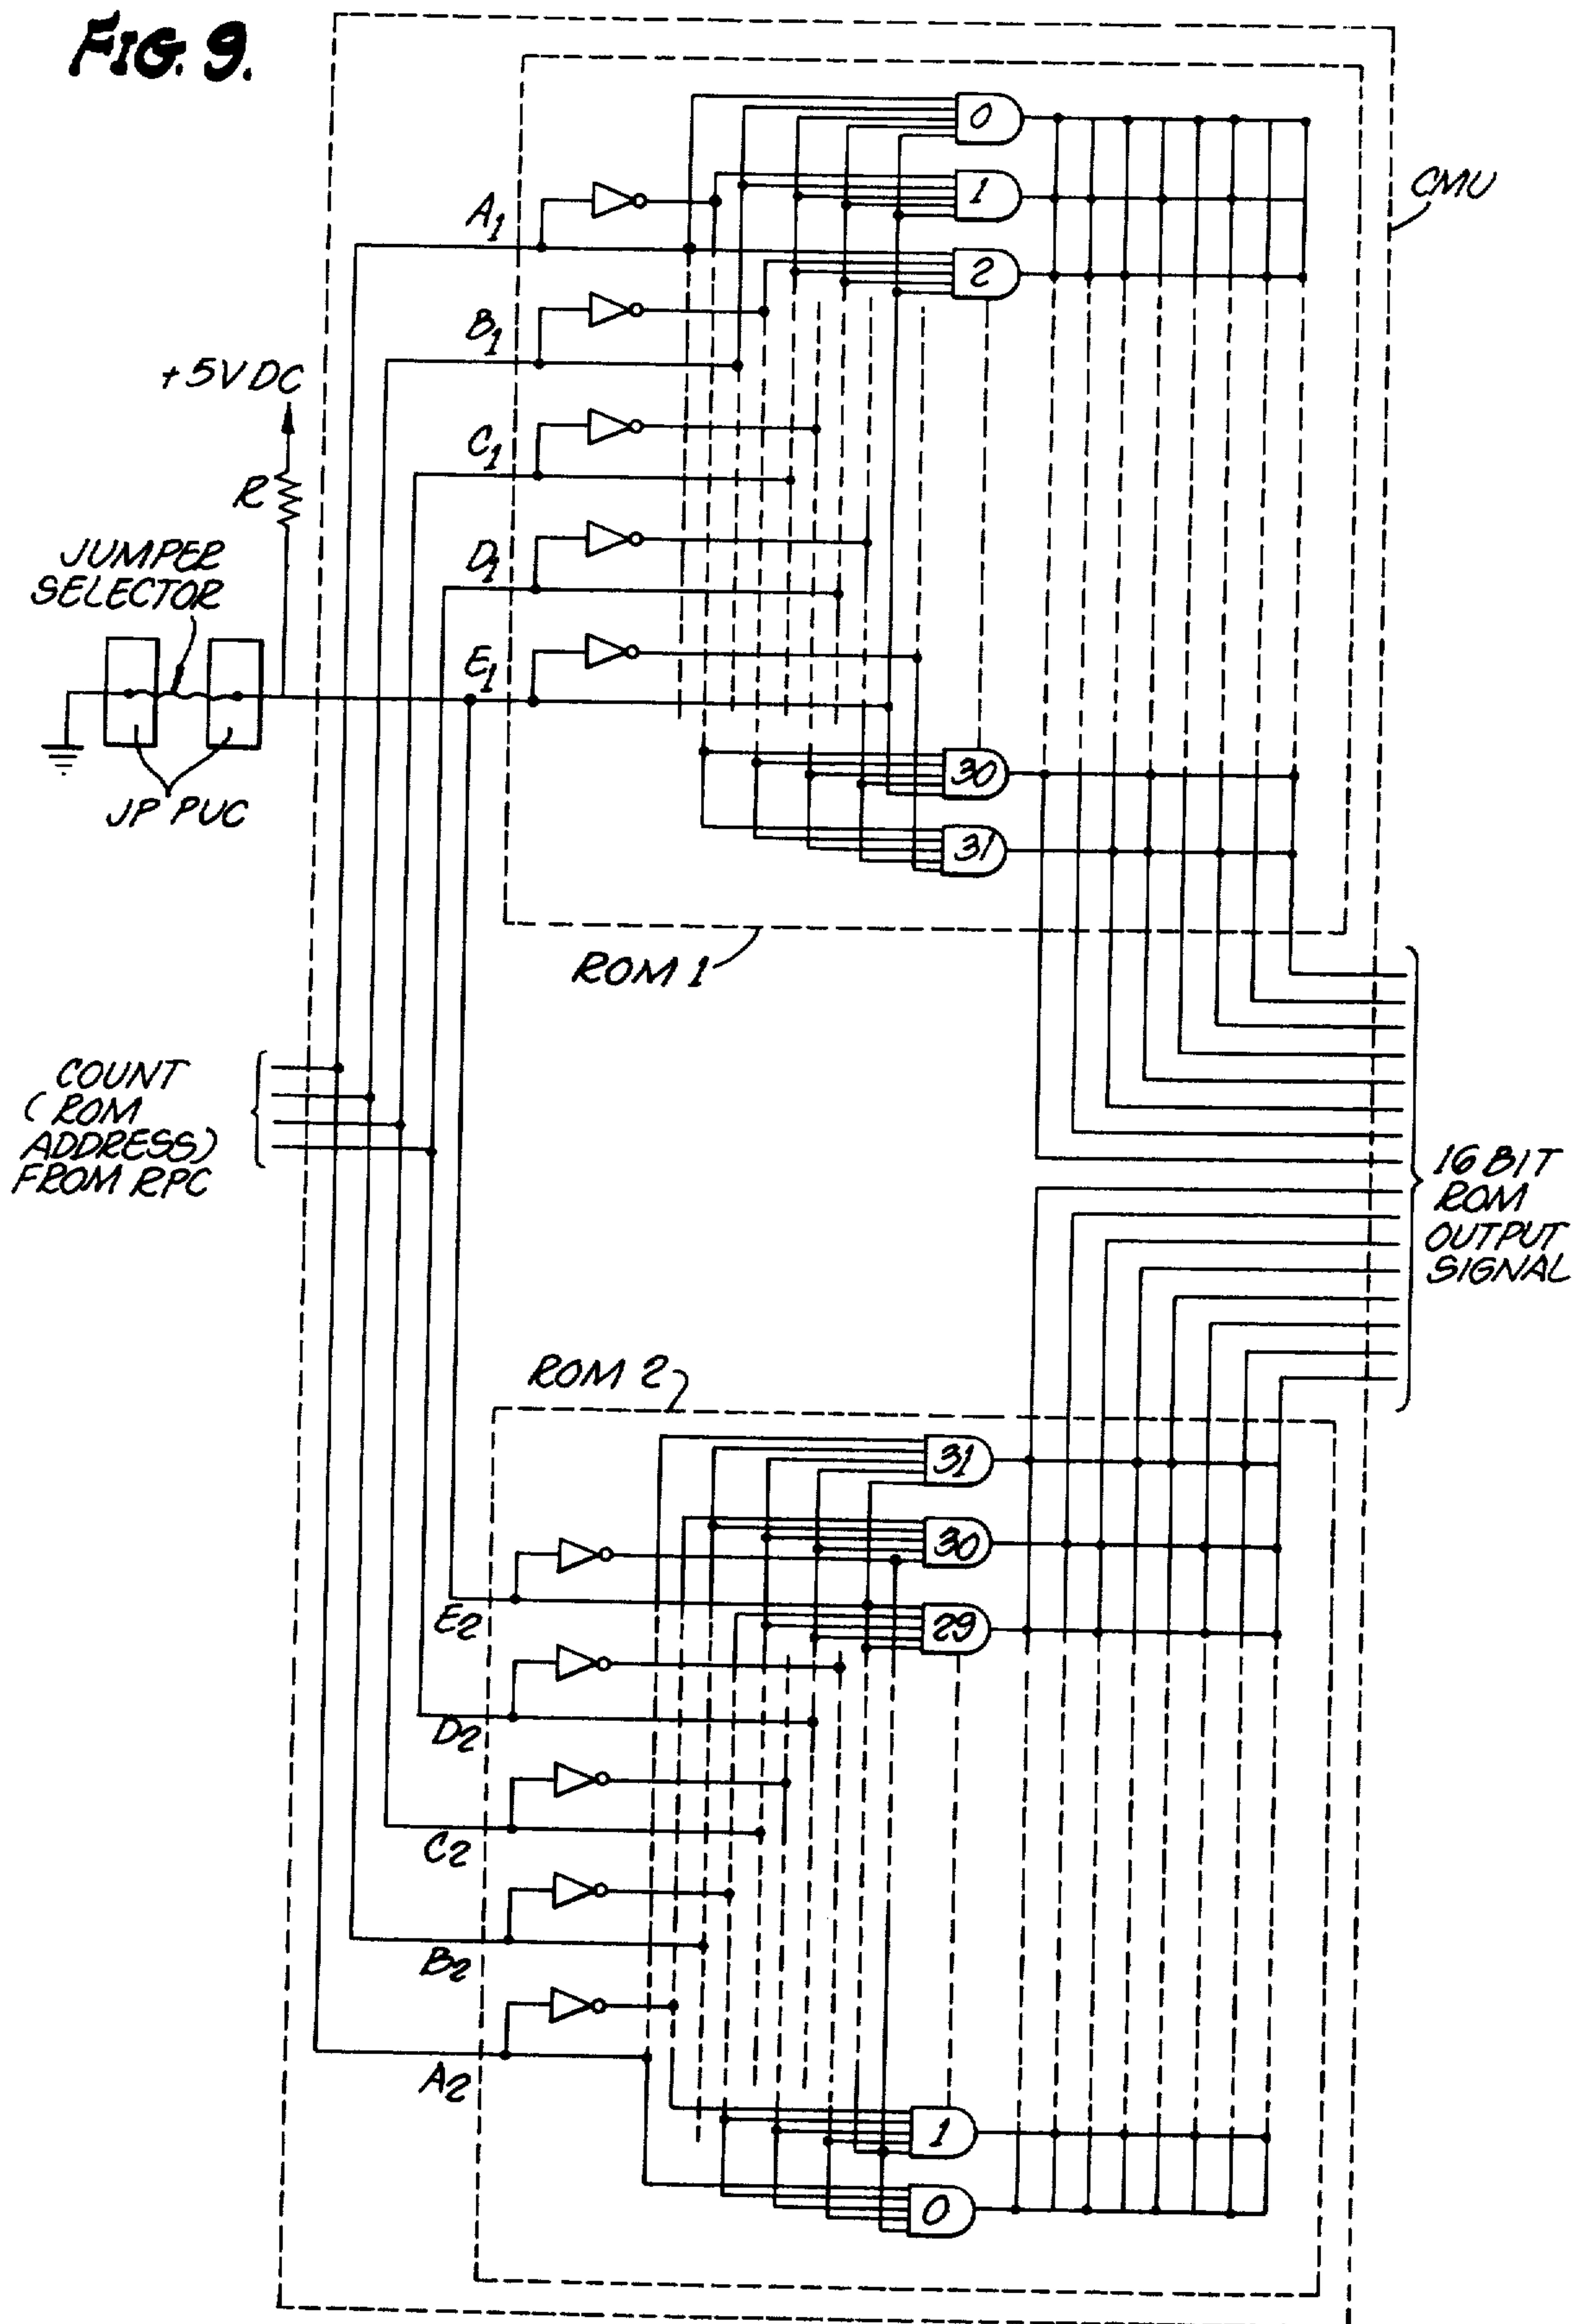 FIG. 9.
CMU
0
1
2
A1
B1
+5VDC
C1
R
JUMPER
SELECTOR
D1
E1
JP PUC
30
31
ROM 1
COUNT
(ROM
ADDRESS)
FROM RPC
16 BIT
ROM
OUTPUT
SIGNAL
ROM 2
31
30
29
E2
D2
C2
B2
A2
1
0